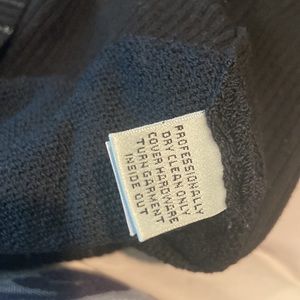 PROFESSIONALLY
DRY CLEAN ONLY
COVER HARDWARE
TURN GARMENT
INSIDE OUT